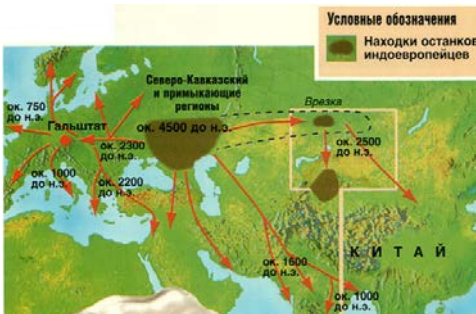 Условные обозначения
Находки останков
индоевропейцев
Северо-Кавказский
и примыкающие
регионы
Врезка
ок. 750
до н.э.
Гальштат
ок. 4500 до н.э.
ок. 2300
до н.э.
ок. 2500
до н.э.
ок. 1000
до н.э.
ок. 2200
до н.э.
КИТАЙ
ок. 1600
до н.э.
ок. 1000
до н.э.